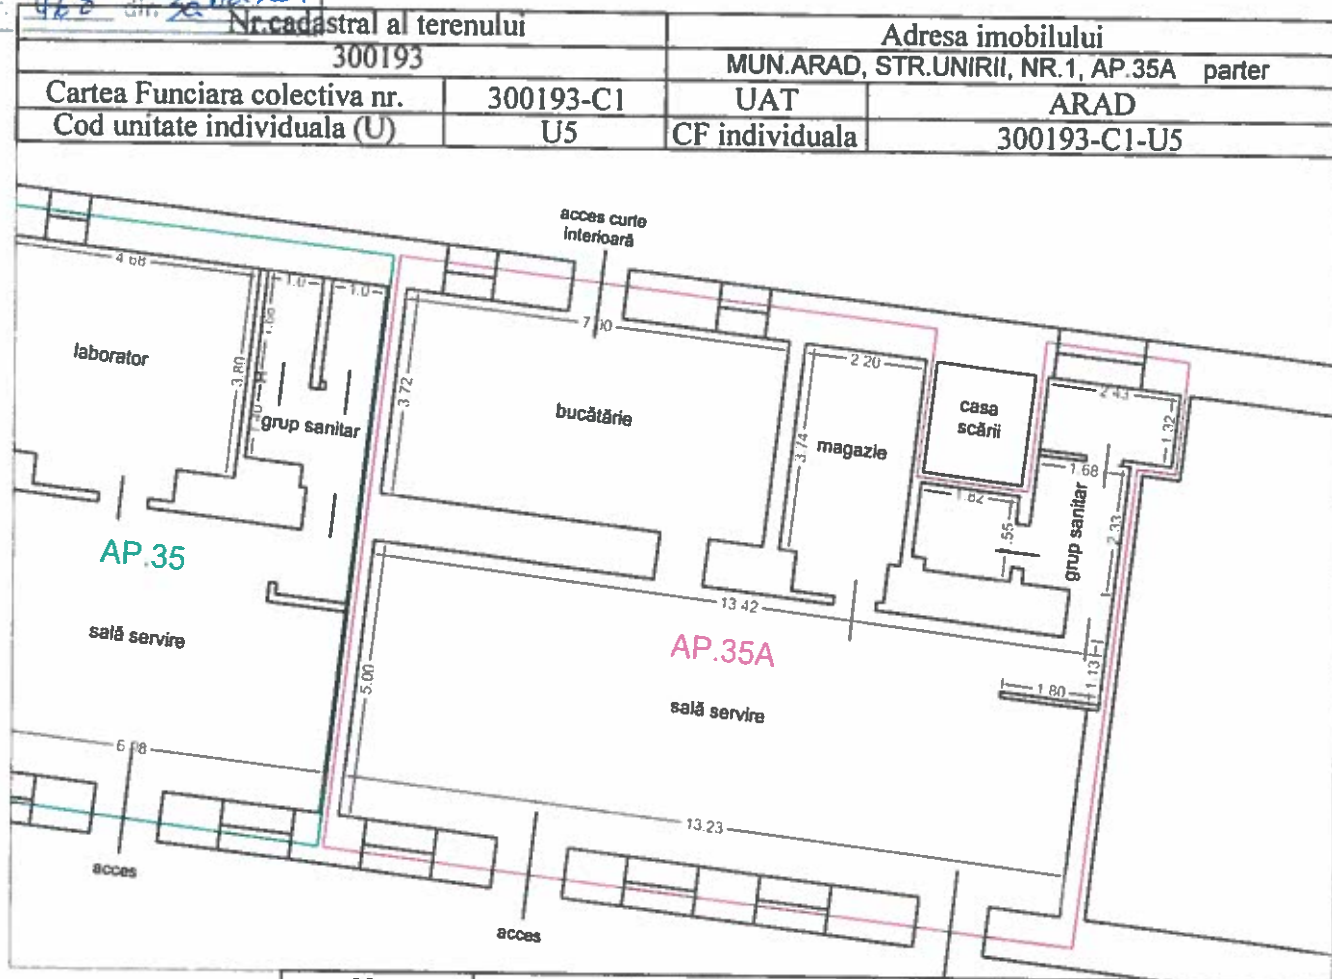 468 din
Nr.cadastral al terenului
Adresa imobilului
300193
MUN.ARAD, STR.UNIRII, NR.1, AP.35A parter
Cartea Funciara colectiva nr.
300193-C1
UAT
ARAD
Cod unitate individuala (U)
U5
CF individuala
300193-C1-U5
acces curte
interioară
4.68
1.0
1.0
7.00
laborator
3.80
3.72
2.20
2.43
bucătărie
casa
scării
1.32
grup sanitar
magazie
3.74
1.68
1.82
.55
2.33
grup sanitar
AP.35
13.42
sală servire
AP.35A
5.00
1.13
1.80
sală servire
6.98
13.23
acces
acces